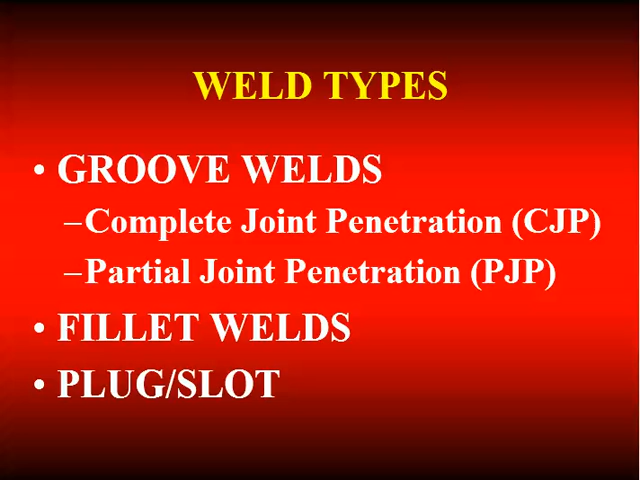 WELD TYPES
• GROOVE WELDS
–Complete Joint Penetration (CJP)
–Partial Joint Penetration (PJP)
• FILLET WELDS
• PLUG/SLOT